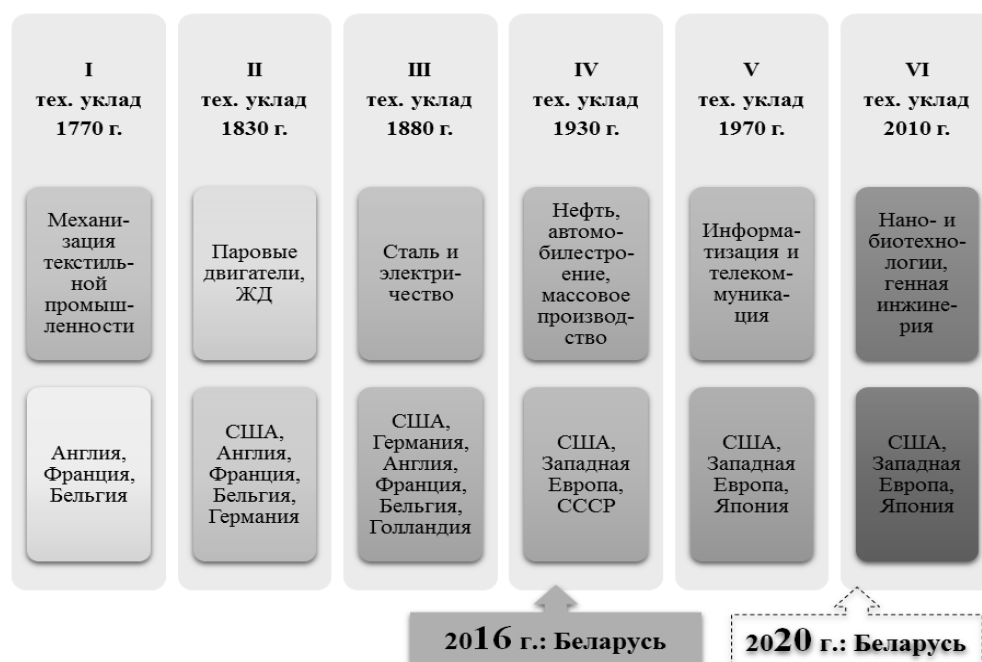 I
тех. уклад
1770 г.
II
тех. уклад
1830 г.
III
тех. уклад
1880 г.
IV
тех. уклад
1930 г.
V
тех. уклад
1970 г.
VI
тех. уклад
2010 г.
Механи-
зация
текстиль-
ной
промыш-
ленности
Паровые
двигатели,
ЖД
Сталь и
электри-
чество
Нефть,
автомо-
билестро-
ение,
массовое
производ-
ство
Информа-
тизация и
телеком-
муника-
ция
Нано- и
биотехно-
логии,
генная
инжине-
рия
Англия,
Франция,
Бельгия
США,
Англия,
Франция,
Бельгия,
Германия
США,
Германия,
Англия,
Франция,
Бельгия,
Голландия
США,
Западная
Европа,
СССР
США,
Западная
Европа,
Япония
США,
Западная
Европа,
Япония
2016 г.: Беларусь
2020 г.: Беларусь